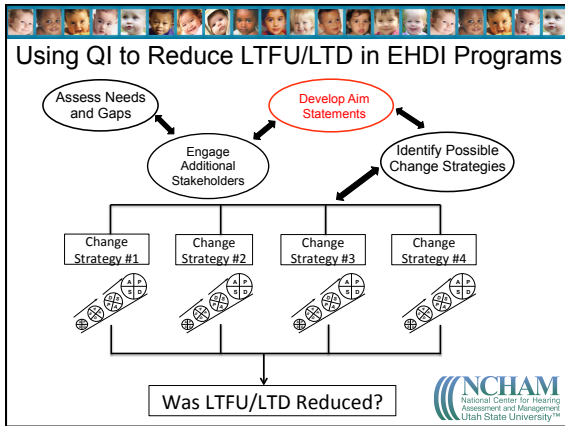 Using QI to Reduce LTFU/LTD in EHDI Programs
Assess Needs
and Gaps
Develop Aim
Statements
Engage
Additional
Stakeholders
Identify Possible
Change Strategies
Change
Strategy #1
Change
Strategy #2
Change
Strategy #3
Change
Strategy #4
A P
S D
A P
S D
A P
S D
A P
S D
Was LTFU/LTD Reduced?
NCHAM
National Center for Hearing
Assessment and Management
Utah State University™